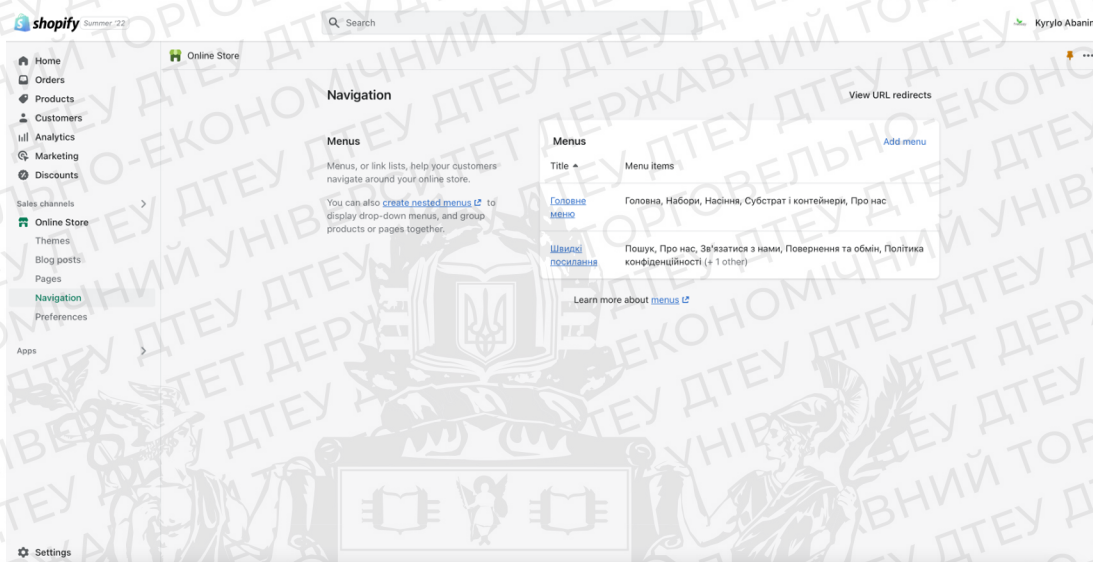 shopify Summer '22
Search
Kyrylo Abanin
Home
Orders
Products
Customers
Analytics
Marketing
Discounts
Sales channels
Online Store
Themes
Blog posts
Pages
Navigation
Preferences
Apps
Settings
Online Store
Navigation
View URL redirects
Menus
Menus, or link lists, help your customers
navigate around your online store.
You can also create nested menus to
display drop-down menus, and group
products or pages together.
Menus
Add menu
Title
Menu items
Головне
меню
Головна, Набори, Насіння, Субстрат і контейнери, Про нас
Швидкі
посилання
Пошук, Про нас, Зв'язатися з нами, Повернення та обмін, Політика
конфіденційності (+ 1 other)
Learn more about menus